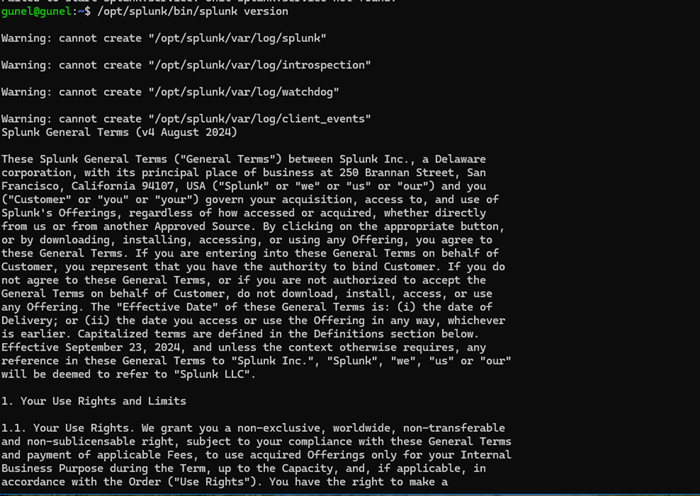 Failed to start splunk.service: Unit splunk.service not found.
gunel@gunel:~$ /opt/splunk/bin/splunk version
Warning: cannot create "/opt/splunk/var/log/splunk"
Warning: cannot create "/opt/splunk/var/log/introspection"
Warning: cannot create "/opt/splunk/var/log/watchdog"
Warning: cannot create "/opt/splunk/var/log/client_events"
Splunk General Terms (v4 August 2024)
These Splunk General Terms ("General Terms") between Splunk Inc., a Delaware
corporation, with its principal place of business at 250 Brannan Street, San
Francisco, California 94107, USA ("Splunk" or "we" or "us" or "our") and you
("Customer" or "you" or "your") govern your acquisition, access to, and use of
Splunk's Offerings, regardless of how accessed or acquired, whether directly
from us or from another Approved Source. By clicking on the appropriate button,
or by downloading, installing, accessing, or using any Offering, you agree to
these General Terms. If you are entering into these General Terms on behalf of
Customer, you represent that you have the authority to bind Customer. If you do
not agree to these General Terms, or if you are not authorized to accept the
General Terms on behalf of Customer, do not download, install, access, or use
any Offering. The "Effective Date" of these General Terms is: (i) the date of
Delivery; or (ii) the date you access or use the Offering in any way, whichever
is earlier. Capitalized terms are defined in the Definitions section below.
Effective September 23, 2024, and unless the context otherwise requires, any
reference in these General Terms to "Splunk Inc.", "Splunk", "we", "us" or "our"
will be deemed to refer to "Splunk LLC".
1. Your Use Rights and Limits
1.1. Your Use Rights. We grant you a non-exclusive, worldwide, non-transferable
and non-sublicensable right, subject to your compliance with these General Terms
and payment of applicable Fees, to use acquired Offerings only for your Internal
Business Purpose during the Term, up to the Capacity, and, if applicable, in
accordance with the Order ("Use Rights"). You have the right to make a